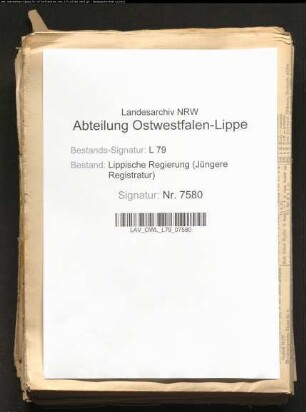 Landesarchiv NRW
Abteilung Ostwestfalen-Lippe
Bestands-Signatur: L 79
Bestand: Lippische Regierung (Jüngere
Registratur)
Signatur: Nr. 7580
LAV_OWL_L79_07580